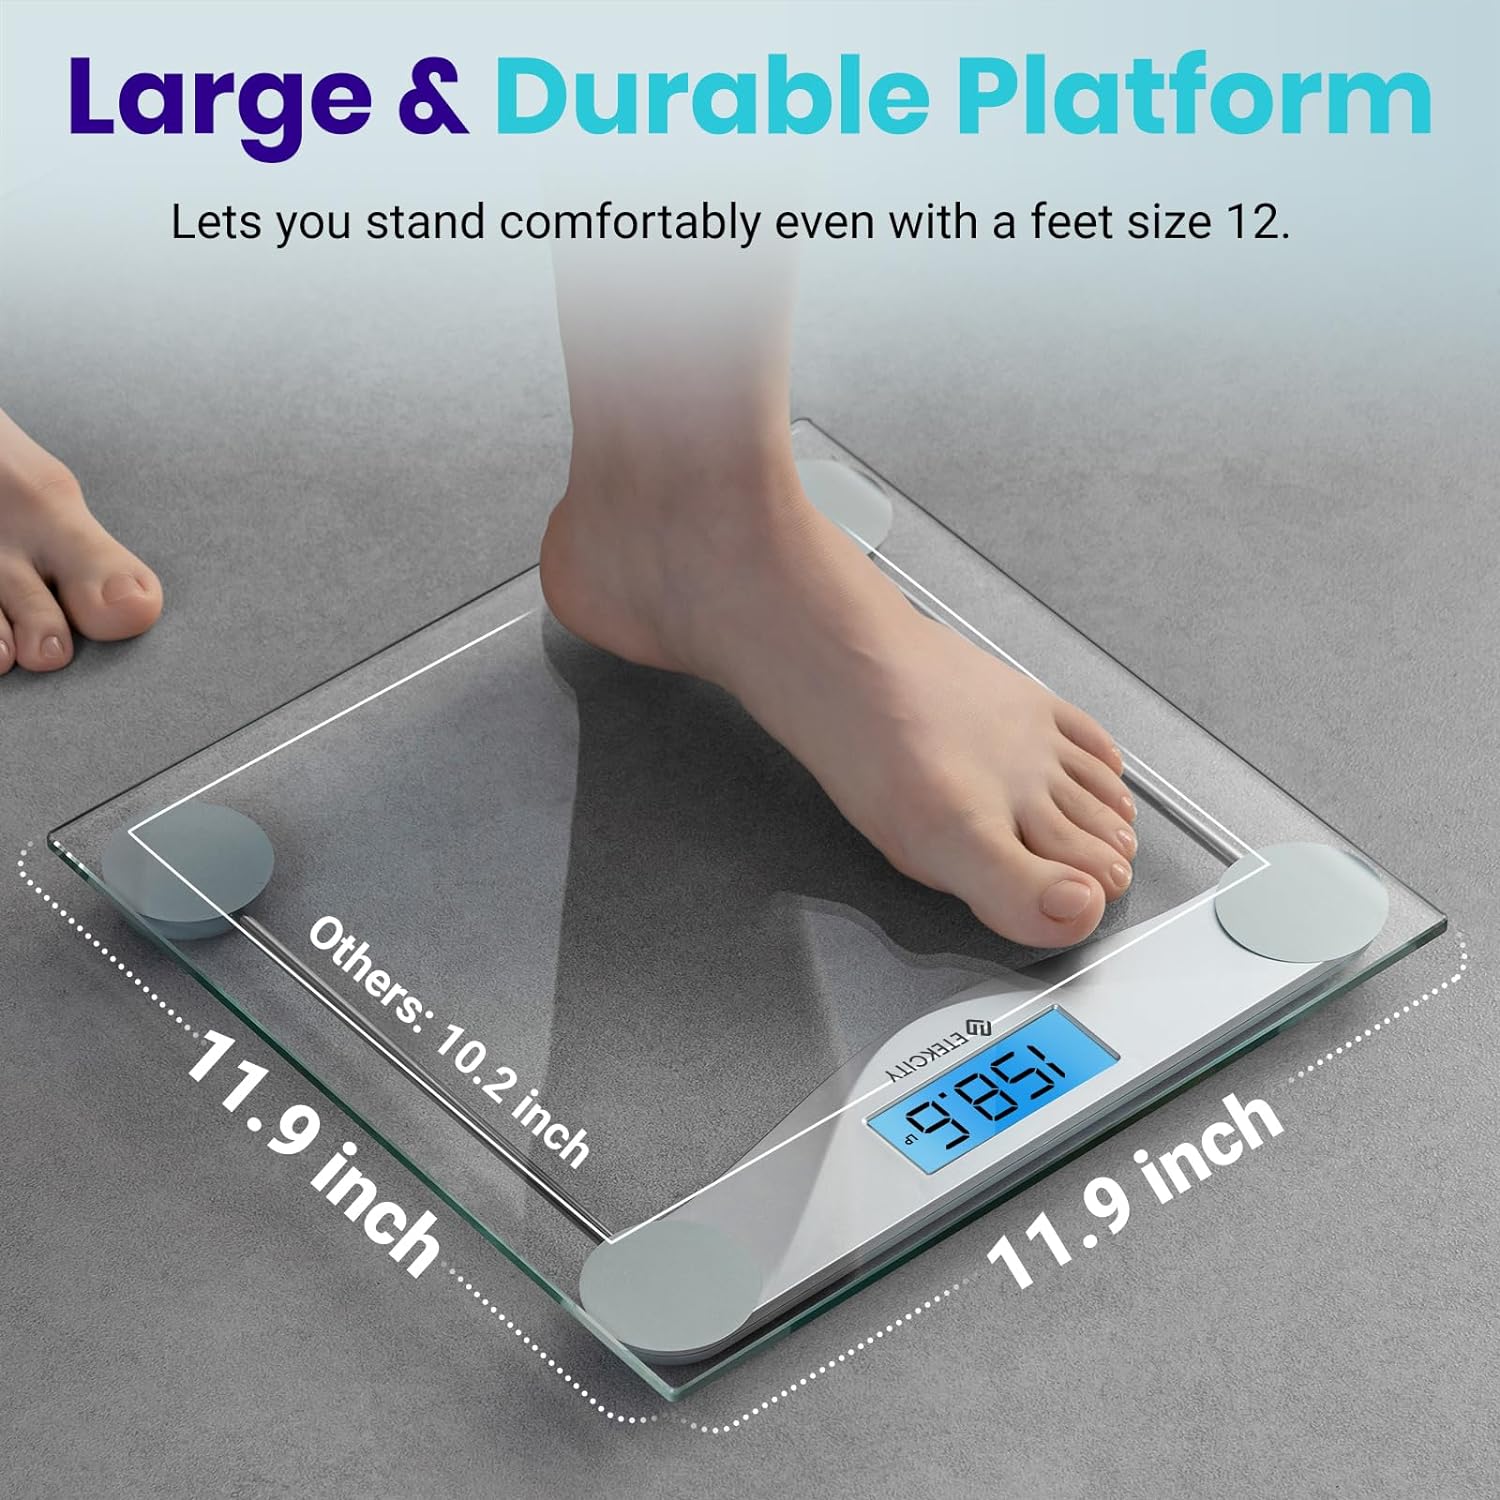 Large & Durable Platform
Lets you stand comfortably even with a feet size 12.
Others: 10.2 inch
11.9 inch
ETEKCITY
158.6
11.9 inch